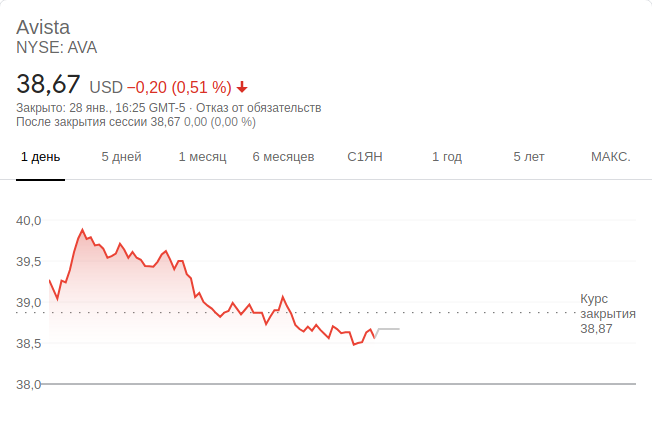 Avista
NYSE: AVA
38,67 USD −0,20 (0,51 %)
Закрыто: 28 янв., 16:25 GMT-5 · Отказ от обязательств
После закрытия сессии 38,67 0,00 (0,00 %)
1 день 5 дней 1 месяц 6 месяцев С1ЯН 1 год 5 лет МАКС.
40,0
39,5
39,0
Курс
закрытия
38,87
38,5
38,0